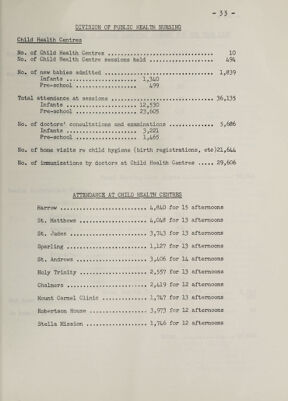 - 33 -
DIVISION OF PUBLIC HEALTH NURSING
Child Health Centres
No. of Child Health Centres ........................... 10
No. of Child Health Centre sessions held ................. 494
No. of new babies admitted ............................ 1,839
Infants ................ 1,340
Pre-school ............. 499
Total attendance at sessions .......................... 36,135
Infants ................ 12,530
Pre-school ............. 23,605
No. of doctors' consultations and examinations .......... 5,686
Infants ................ 3,221
Pre-school ............. 1,465
No. of home visits re child hygiene (birth registrations, etc)21,644
No. of immunizations by doctors at Child Health Centres ..... 29,606
ATTENDANCE AT CHILD HEALTH CENTRES
Harrow ...................... 4,840 for 15 afternoons
St. Matthews ................ 4,048 for 13 afternoons
St. Judes ................... 3,743 for 13 afternoons
Sparling .................... 1,127 for 13 afternoons
St. Andrews ................. 3,406 for 14 afternoons
Holy Trinity ................ 2,557 for 13 afternoons
Chalmers .................... 2,419 for 12 afternoons
Mount Carmel Clinic ......... 1,747 for 13 afternoons
Robertson House ............. 3,973 for 12 afternoons
Stella Mission .............. 1,746 for 12 afternoons